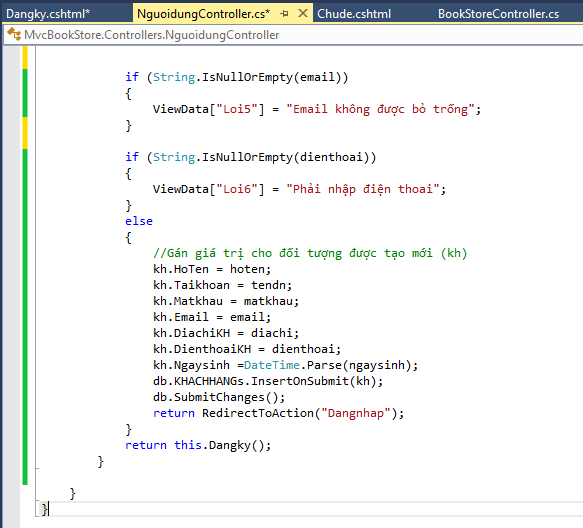 Dangky.cshtml*
NguoidungController.cs*
Chude.cshtml
BookStoreController.cs
MvcBookStore.Controllers.NguoidungController
if (String.IsNullOrEmpty(email))
{
ViewData["Loi5"] = "Email không được bỏ trống";
}
if (String.IsNullOrEmpty(dienthoai))
{
ViewData["Loi6"] = "Phải nhập điện thoai";
}
else
{
//Gán giá trị cho đối tượng được tạo mới (kh)
kh.HoTen = hoten;
kh.Taikhoan = tendn;
kh.Matkhau = matkhau;
kh.Email = email;
kh.DiachiKH = diachi;
kh.DienthoaiKH = dienthoai;
kh.Ngaysinh =DateTime.Parse(ngaysinh);
db.KHACHHANGs.InsertOnSubmit(kh);
db.SubmitChanges();
return RedirectToAction("Dangnhap");
}
return this.Dangky();
}
}
}